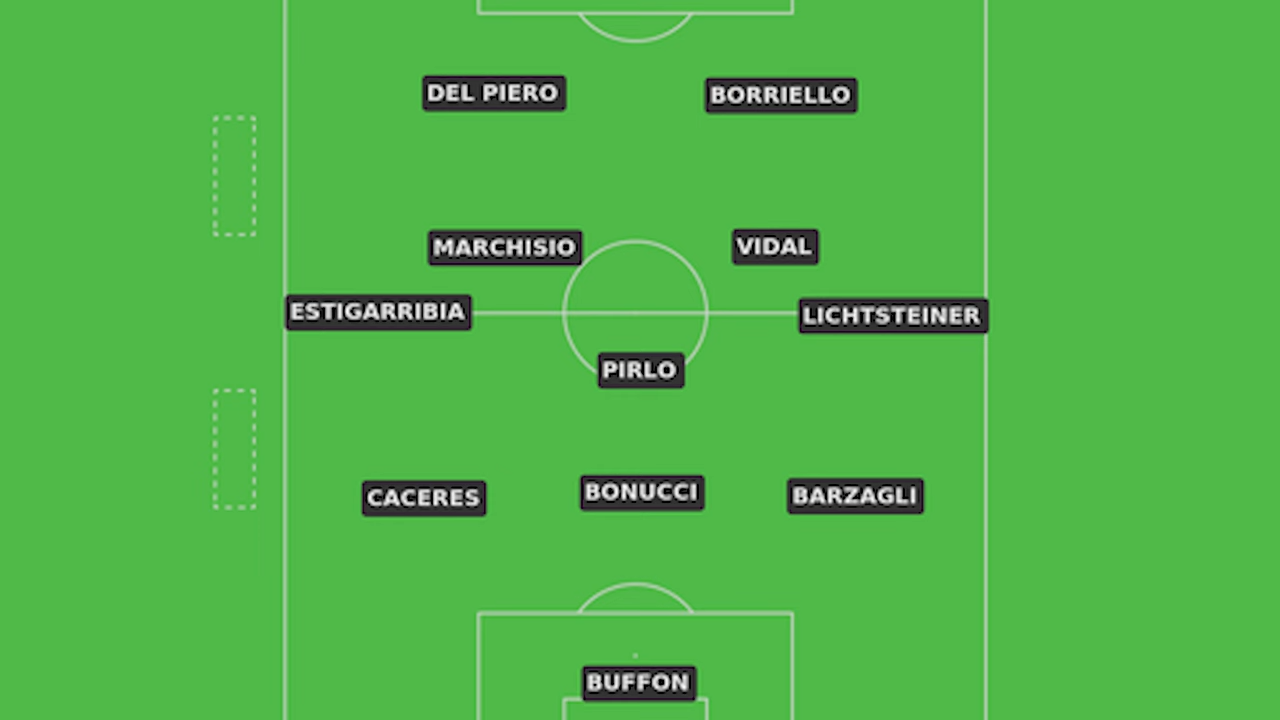 DEL PIERO
BORRIELLO
MARCHISIO
VIDAL
ESTIGARRIBIA
LICHTSTEINER
PIRLO
CACERES
BONUCCI
BARZAGLI
BUFFON